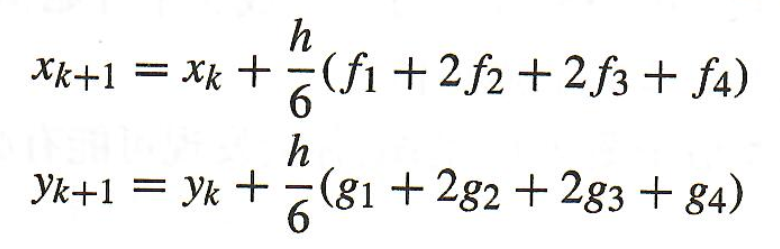 x_{k+1} = x_k + \frac{h}{6}(f_1 + 2f_2 + 2f_3 + f_4)
y_{k+1} = y_k + \frac{h}{6}(g_1 + 2g_2 + 2g_3 + g_4)